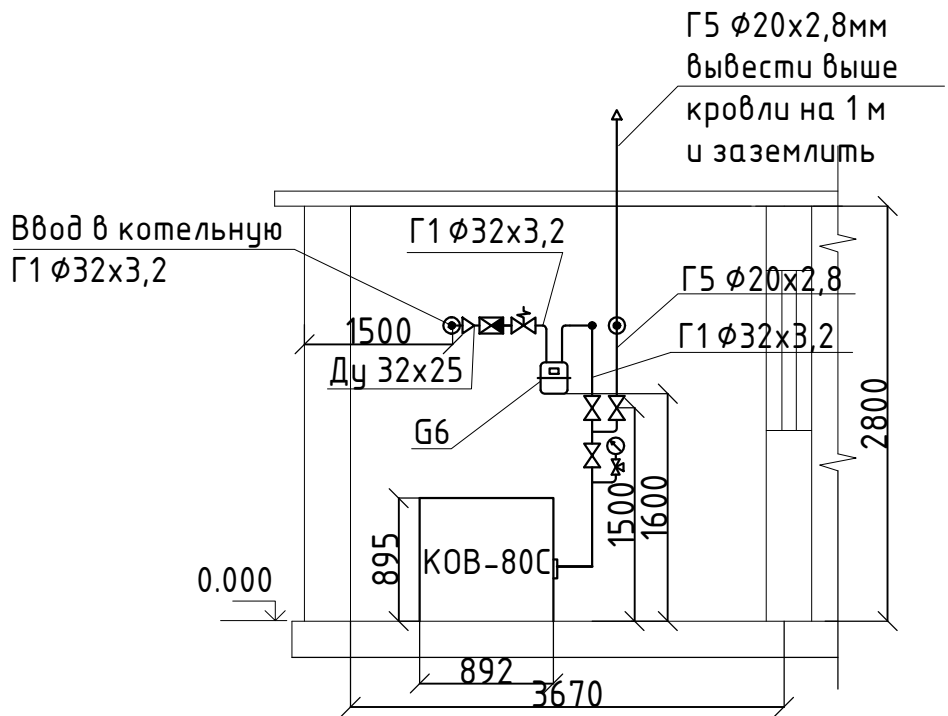 Г5 Ф20х2,8мм
вывести выше
кровли на 1 м
и заземлить
Ввод в котельную
Г1 Ф32х3,2
Г1 Ф32х3,2
Г5 Ф20х2,8
1500
Г1 Ф32х3,2
Ду 32х25
G6
2800
1500
1600
895
КОВ-80С
0.000
892
3670